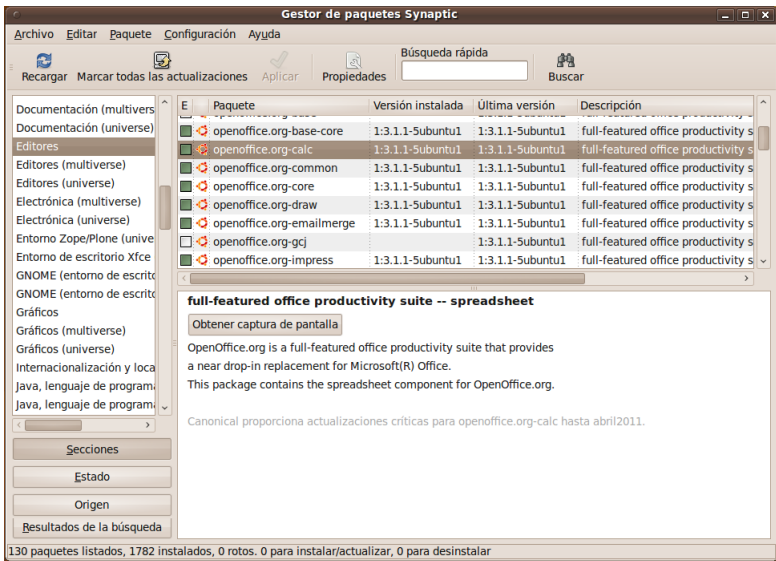 Gestor de paquetes Synaptic
Archivo Editar Paquete Configuración Ayuda
Recargar Marcar todas las actualizaciones Aplicar Propiedades Búsqueda rápida Buscar
Documentación (multivers
Documentación (universe)
Editores
Editores (multiverse)
Editores (universe)
Electrónica (multiverse)
Electrónica (universe)
Entorno Zope/Plone (unive
Entorno de escritorio Xfce
GNOME (entorno de escrito
GNOME (entorno de escrito
Gráficos
Gráficos (multiverse)
Gráficos (universe)
Internacionalización y loca
Java, lenguaje de programa
Java, lenguaje de programa
Secciones
Estado
Origen
Resultados de la búsqueda
E Paquete Versión instalada Última versión Descripción
openoffice.org-base-core 1:3.1.1-5ubuntu1 1:3.1.1-5ubuntu1 full-featured office productivity s
openoffice.org-calc 1:3.1.1-5ubuntu1 1:3.1.1-5ubuntu1 full-featured office productivity s
openoffice.org-common 1:3.1.1-5ubuntu1 1:3.1.1-5ubuntu1 full-featured office productivity s
openoffice.org-core 1:3.1.1-5ubuntu1 1:3.1.1-5ubuntu1 full-featured office productivity s
openoffice.org-draw 1:3.1.1-5ubuntu1 1:3.1.1-5ubuntu1 full-featured office productivity s
openoffice.org-emailmerge 1:3.1.1-5ubuntu1 1:3.1.1-5ubuntu1 full-featured office productivity s
openoffice.org-gcj 1:3.1.1-5ubuntu1 full-featured office productivity s
openoffice.org-impress 1:3.1.1-5ubuntu1 1:3.1.1-5ubuntu1 full-featured office productivity s
full-featured office productivity suite -- spreadsheet
Obtener captura de pantalla
OpenOffice.org is a full-featured office productivity suite that provides
a near drop-in replacement for Microsoft(R) Office.
This package contains the spreadsheet component for OpenOffice.org.
Canonical proporciona actualizaciones críticas para openoffice.org-calc hasta abril2011.
130 paquetes listados, 1782 instalados, 0 rotos. 0 para instalar/actualizar, 0 para desinstalar